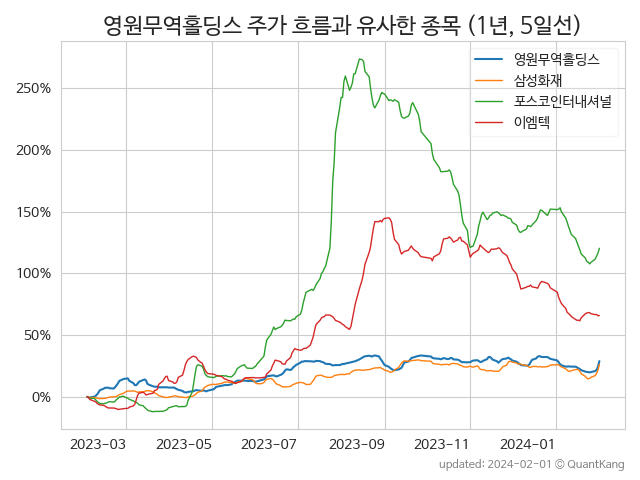 영원무역홀딩스 주가 흐름과 유사한 종목 (1년, 5일선)
영원무역홀딩스
삼성화재
포스코인터내셔널
이엠텍
250%
200%
150%
100%
50%
0%
2023-03 2023-05 2023-07 2023-09 2023-11 2024-01
updated: 2024-02-01 © QuantKang